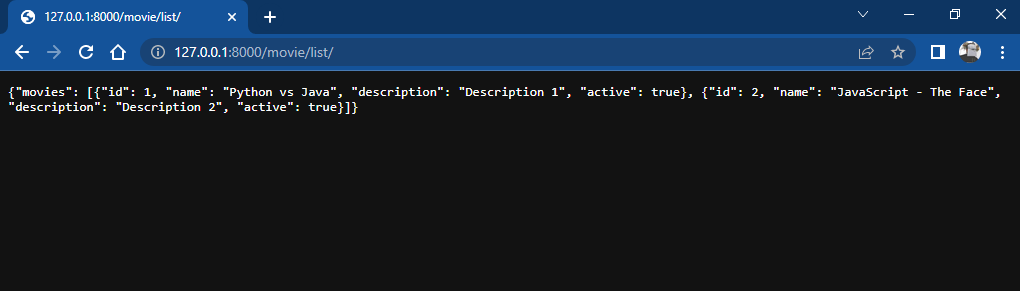 127.0.0.1:8000/movie/list/
127.0.0.1:8000/movie/list/
{"movies": [{"id": 1, "name": "Python vs Java", "description": "Description 1", "active": true}, {"id": 2, "name": "JavaScript - The Face",
"description": "Description 2", "active": true}]}